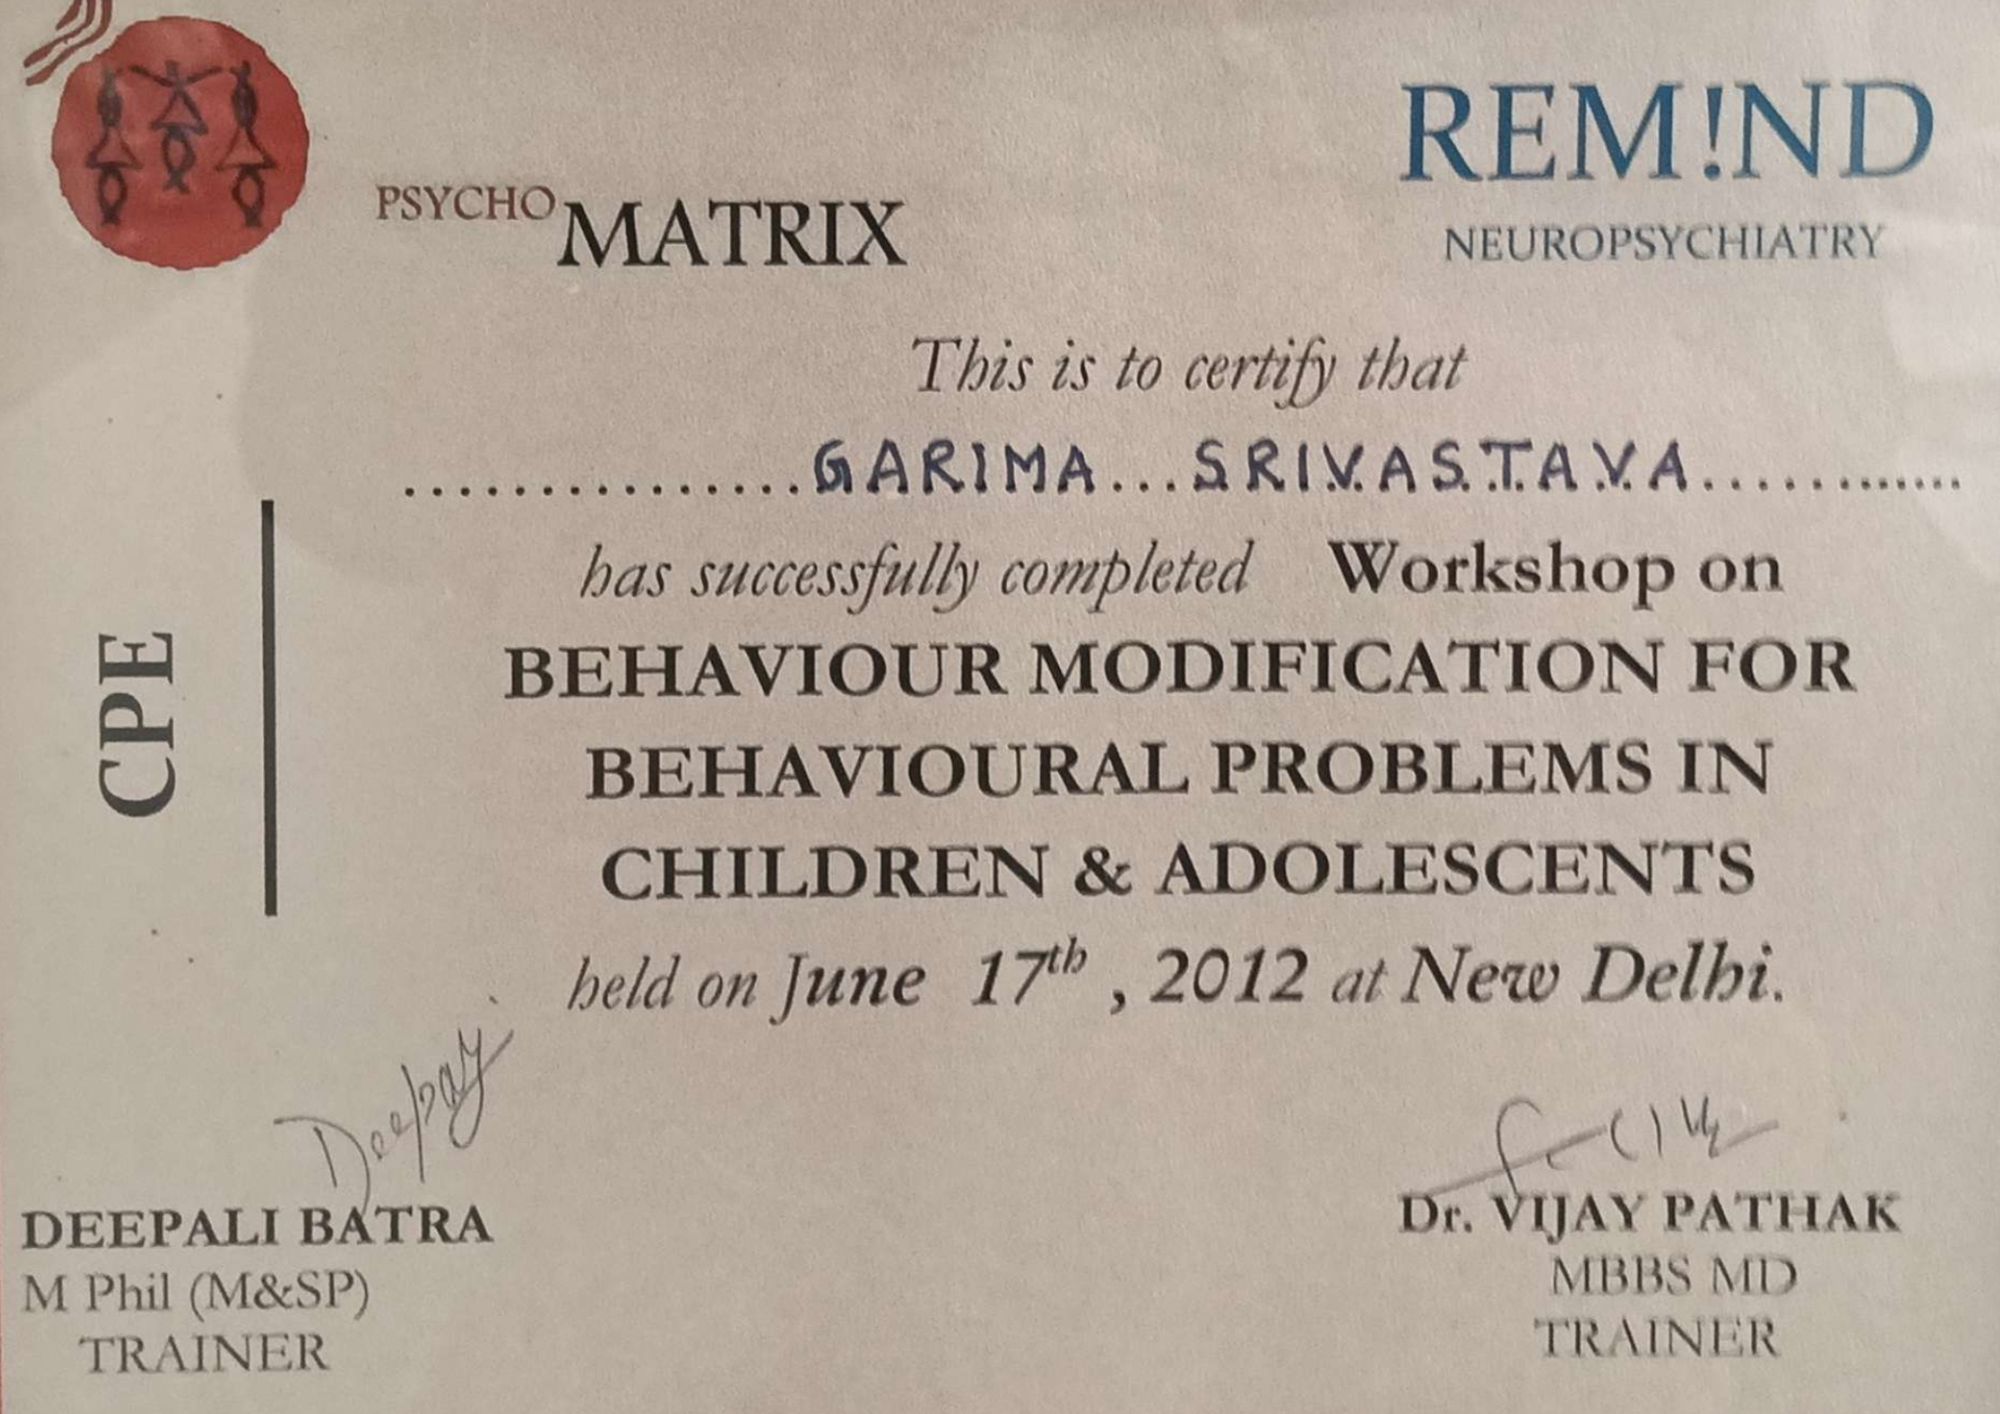 PSYCHO MATRIX
REM!ND
NEUROPSYCHIATRY
This is to certify that
................GARIMA...SRIVASTAVA.............
has successfully completed Workshop on
BEHAVIOUR MODIFICATION FOR
BEHAVIOURAL PROBLEMS IN
CHILDREN & ADOLESCENTS
held on June 17th , 2012 at New Delhi.
CPE
DEEPALI BATRA
M Phil (M&SP)
TRAINER
Dr. VIJAY PATHAK
MBBS MD
TRAINER